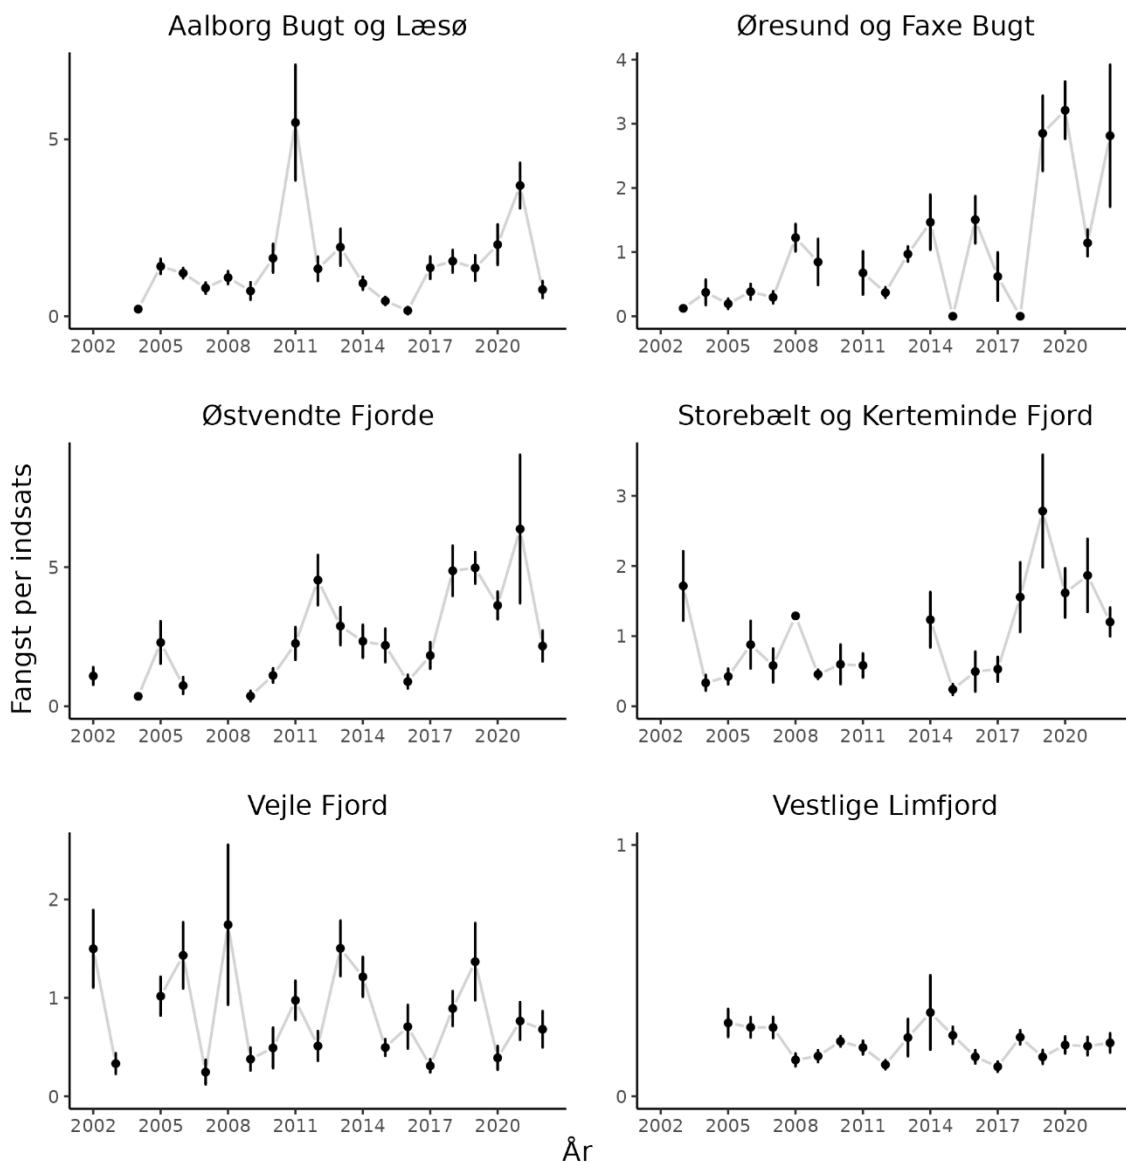 Aalborg Bugt og Læsø
5
0
2002 2005 2008 2011 2014 2017 2020
Øresund og Faxe Bugt
4
3
2
1
0
2002 2005 2008 2011 2014 2017 2020
Østvendte Fjorde
5
0
2002 2005 2008 2011 2014 2017 2020
Storebælt og Kerteminde Fjord
3
2
1
0
2002 2005 2008 2011 2014 2017 2020
Fangst per indsats
Vejle Fjord
2
1
0
2002 2005 2008 2011 2014 2017 2020
Vestlige Limfjord
1
0
2002 2005 2008 2011 2014 2017 2020
År